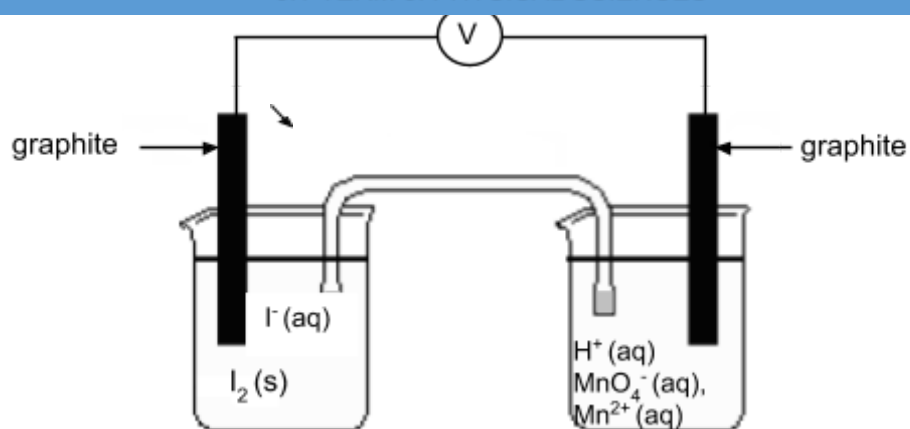 V
graphite
graphite
I⁻ (aq)
I₂ (s)
H⁺ (aq)
MnO₄⁻ (aq),
Mn²⁺ (aq)